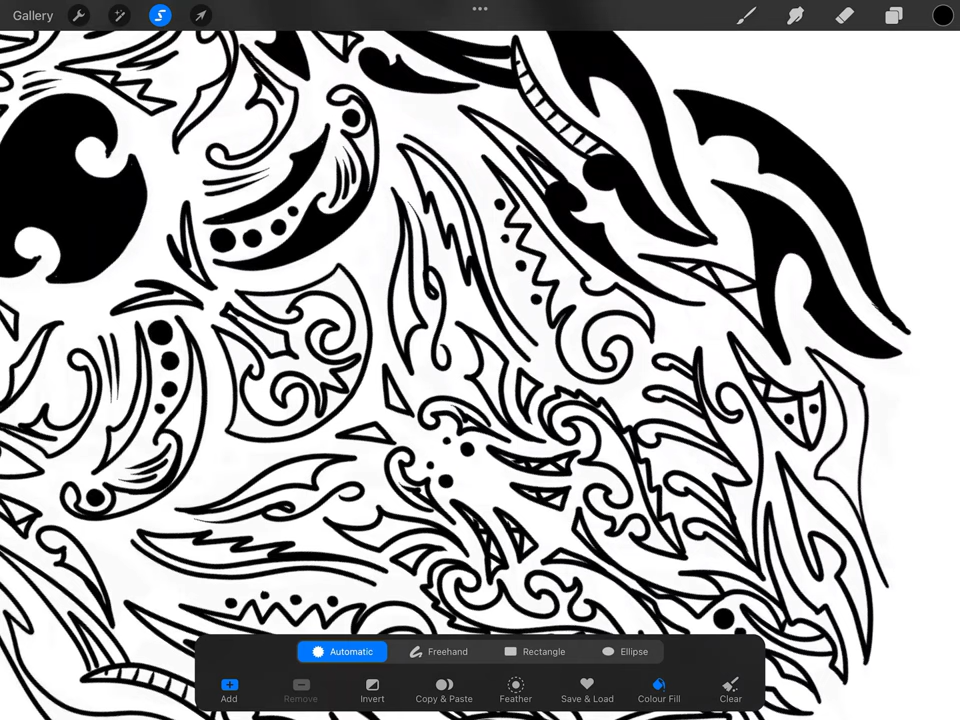 Gallery
Automatic Freehand Rectangle Ellipse
Add Remove Invert Copy & Paste Feather Save & Load Colour Fill Clear